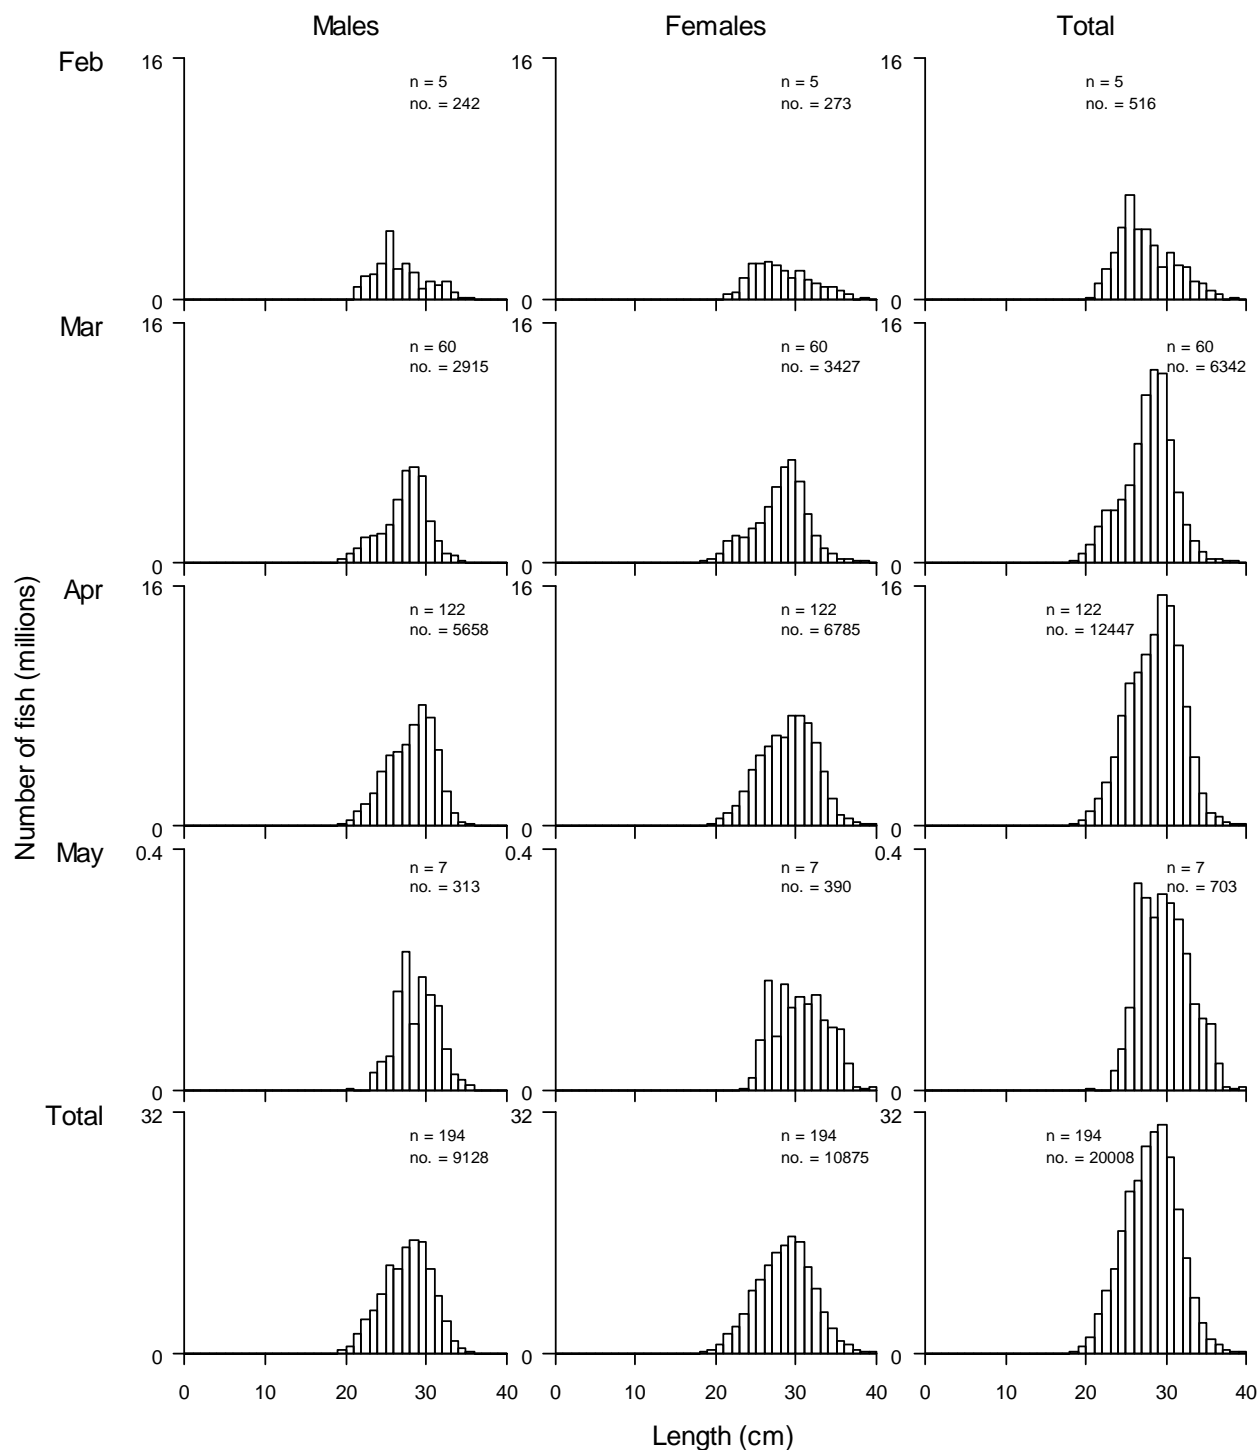 Males Females Total
Feb
16 16 16
n = 5 n = 5 n = 5
no. = 242 no. = 273 no. = 516
0 0 0
Mar
16 16 16
n = 60 n = 60 n = 60
no. = 2915 no. = 3427 no. = 6342
0 0 0
Apr
16 16 16
n = 122 n = 122 n = 122
no. = 5658 no. = 6785 no. = 12447
0 0 0
May
0.4 0.4 0.4
n = 7 n = 7 n = 7
no. = 313 no. = 390 no. = 703
0 0 0
Total
32 32 32
n = 194 n = 194 n = 194
no. = 9128 no. = 10875 no. = 20008
0 0 0
0 10 20 30 40 0 10 20 30 40 0 10 20 30 40
Number of fish (millions)
Length (cm)